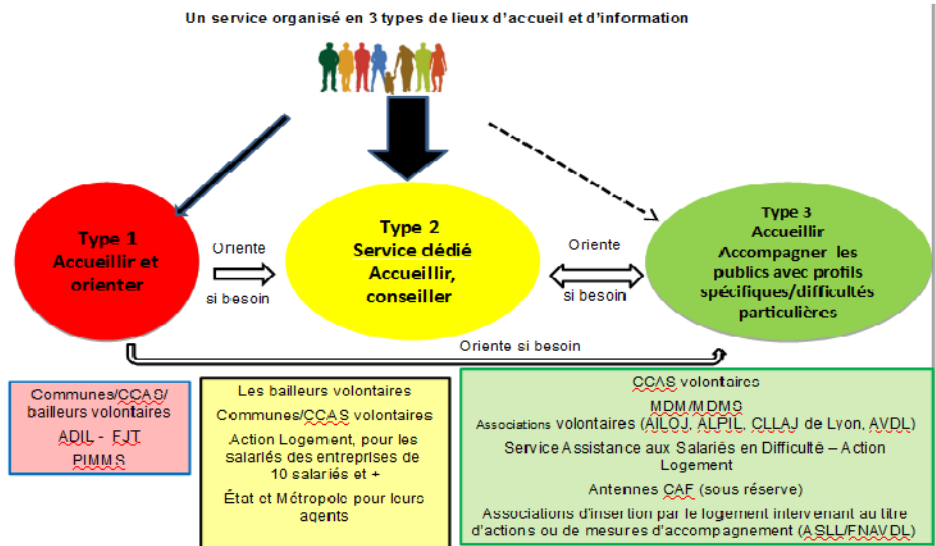 Un service organisé en 3 types de lieux d'accueil et d'information
Type 1
Accueillir et
orienter
Oriente
si besoin
Type 2
Service dédié
Accueillir,
conseiller
Oriente
si besoin
Type 3
Accueillir
Accompagner les
publics avec profils
spécifiques/difficultés
particulières
Oriente si besoin
Communes/CCAS/
bailleurs volontaires
ADIL - FJT
PIMMS
Les bailleurs volontaires
Communes/CCAS volontaires
Action Logement, pour les
salariés des entreprises de
10 salariés et +
État et Métropole pour leurs
agents
CCAS volontaires
MDM/MDMS
Associations volontaires (AILOJ, ALPIL, CLLAJ de Lyon, AVDL)
Service Assistance aux Salariés en Difficulté – Action
Logement
Antennes CAF (sous réserve)
Associations d'insertion par le logement intervenant au titre
d'actions ou de mesures d'accompagnement (ASLL/FNAVDL)